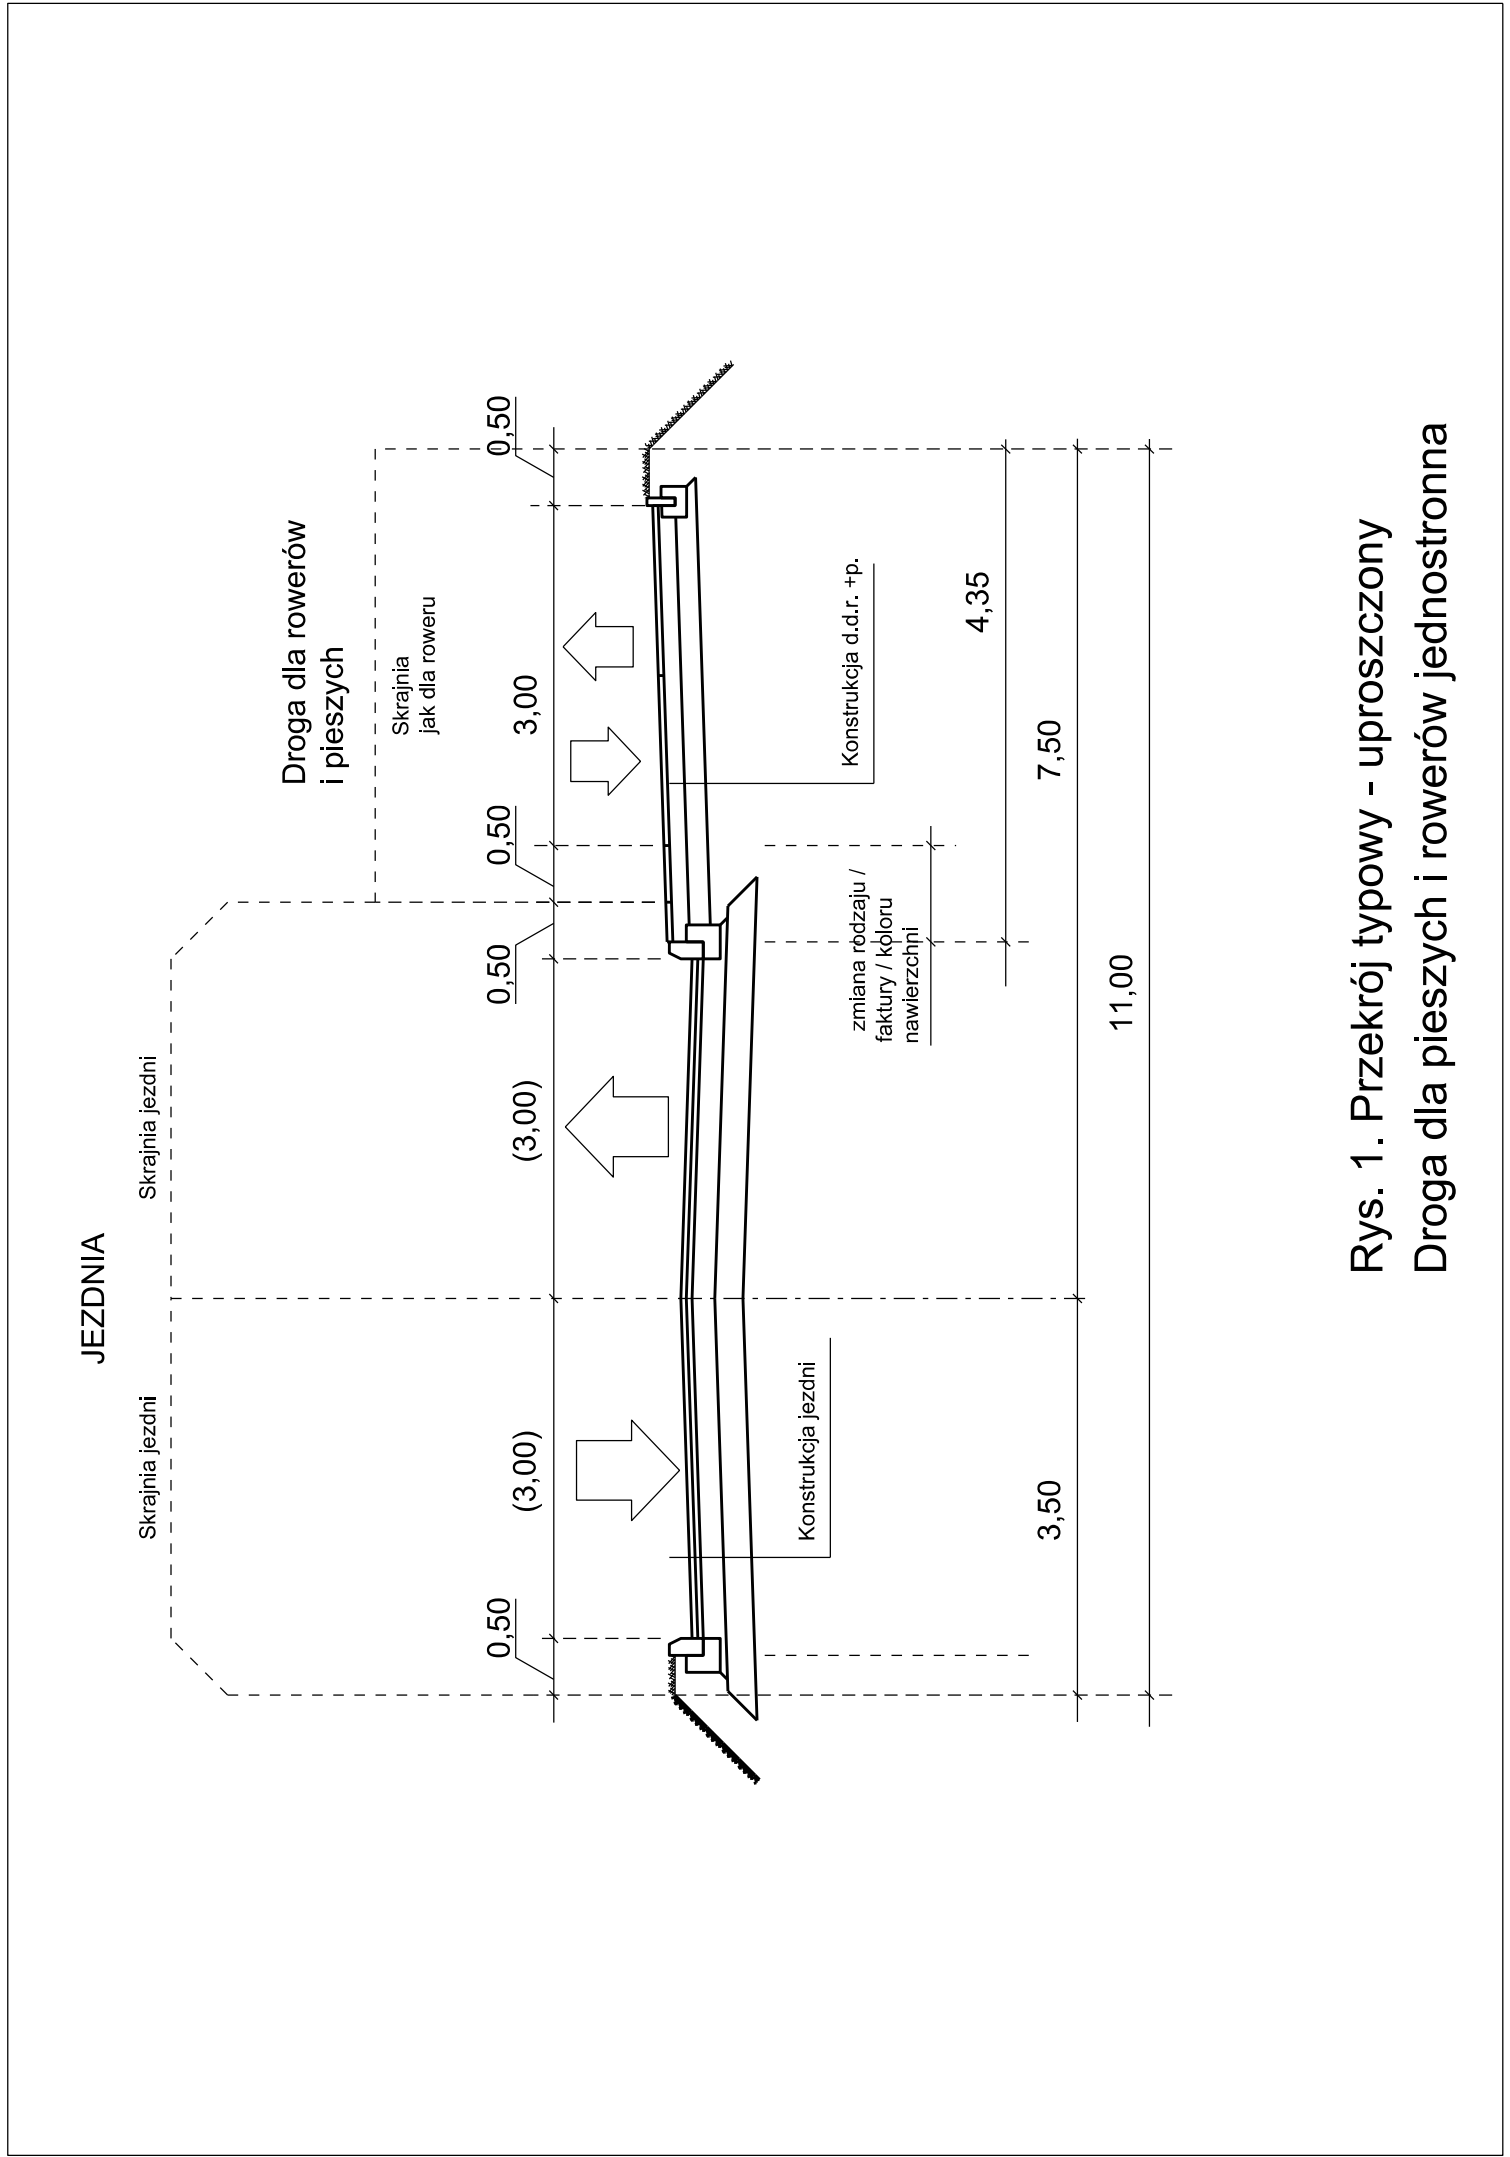 JEZDNIA
Skrajnia jezdni
Skrajnia jezdni
Droga dla rowerów
i pieszych
Skrajnia
jak dla roweru
0,50
(3,00)
(3,00)
0,50
0,50
3,00
0,50
Konstrukcja jezdni
zmiana rodzaju /
faktury / koloru
nawierzchni
Konstrukcja d.d.r. +p.
4,35
3,50
7,50
11,00
Rys. 1. Przekrój typowy - uproszczony
Droga dla pieszych i rowerów jednostronna